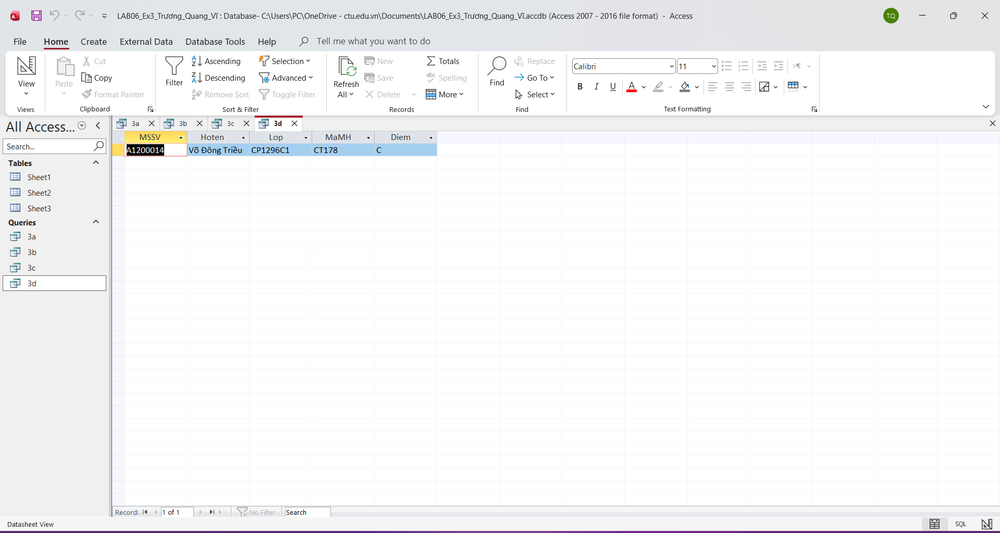 LAB06_Ex3_Trương_Quang_Vĩ : Database- C:\Users\PC\OneDrive - ctu.edu.vn\Documents\LAB06_Ex3_Trương_Quang_Vĩ.accdb (Access 2007 - 2016 file format) - Access
TQ
File Home Create External Data Database Tools Help Tell me what you want to do
View
Views
Paste
Cut
Copy
Format Painter
Clipboard
Filter
Ascending
Descending
Remove Sort
Selection
Advanced
Toggle Filter
Sort & Filter
Refresh
All
New
Save
Delete
Totals
Spelling
More
Records
Find
Replace
Go To
Select
Find
Calibri
11
B I U
Text Formatting
All Access...
Search...
Tables
Sheet1
Sheet2
Sheet3
Queries
3a
3b
3c
3d
3a 3b 3c 3d
MSSV Hoten Lop MaMH Diem
A1200014 Võ Đông Triều CP1296C1 CT178 C
Record: 1 of 1 No Filter Search
Datasheet View
SQL